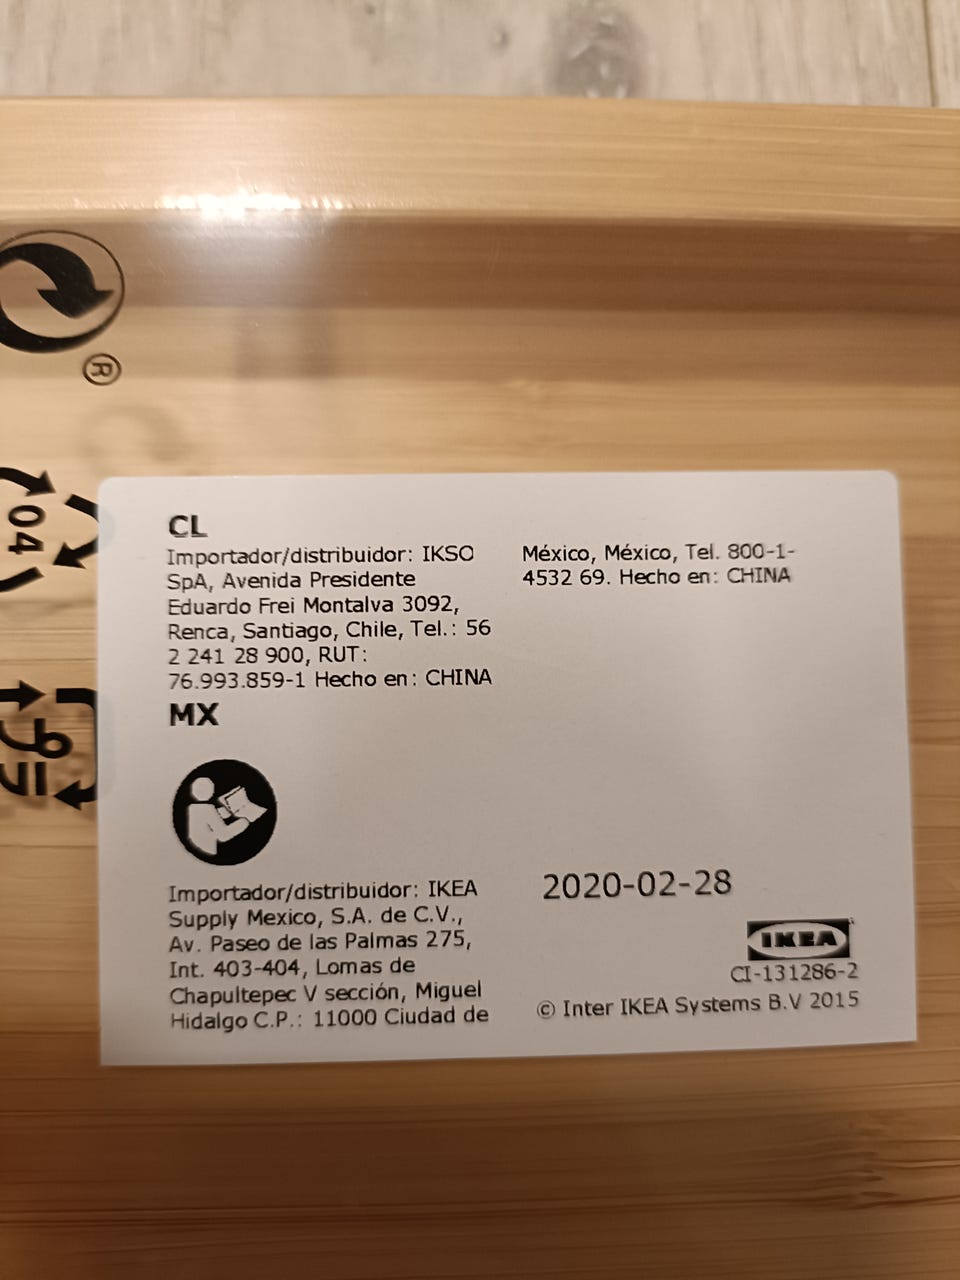 ®
04
CL
Importador/distribuidor: IKSO
SpA, Avenida Presidente
Eduardo Frei Montalva 3092,
Renca, Santiago, Chile, Tel.: 56
2 241 28 900, RUT:
76.993.859-1 Hecho en: CHINA
MX
Importador/distribuidor: IKEA
Supply Mexico, S.A. de C.V.,
Av. Paseo de las Palmas 275,
Int. 403-404, Lomas de
Chapultepec V sección, Miguel
Hidalgo C.P.: 11000 Ciudad de
México, México, Tel. 800-1-
4532 69. Hecho en: CHINA
2020-02-28
IKEA
CI-131286-2
© Inter IKEA Systems B.V 2015